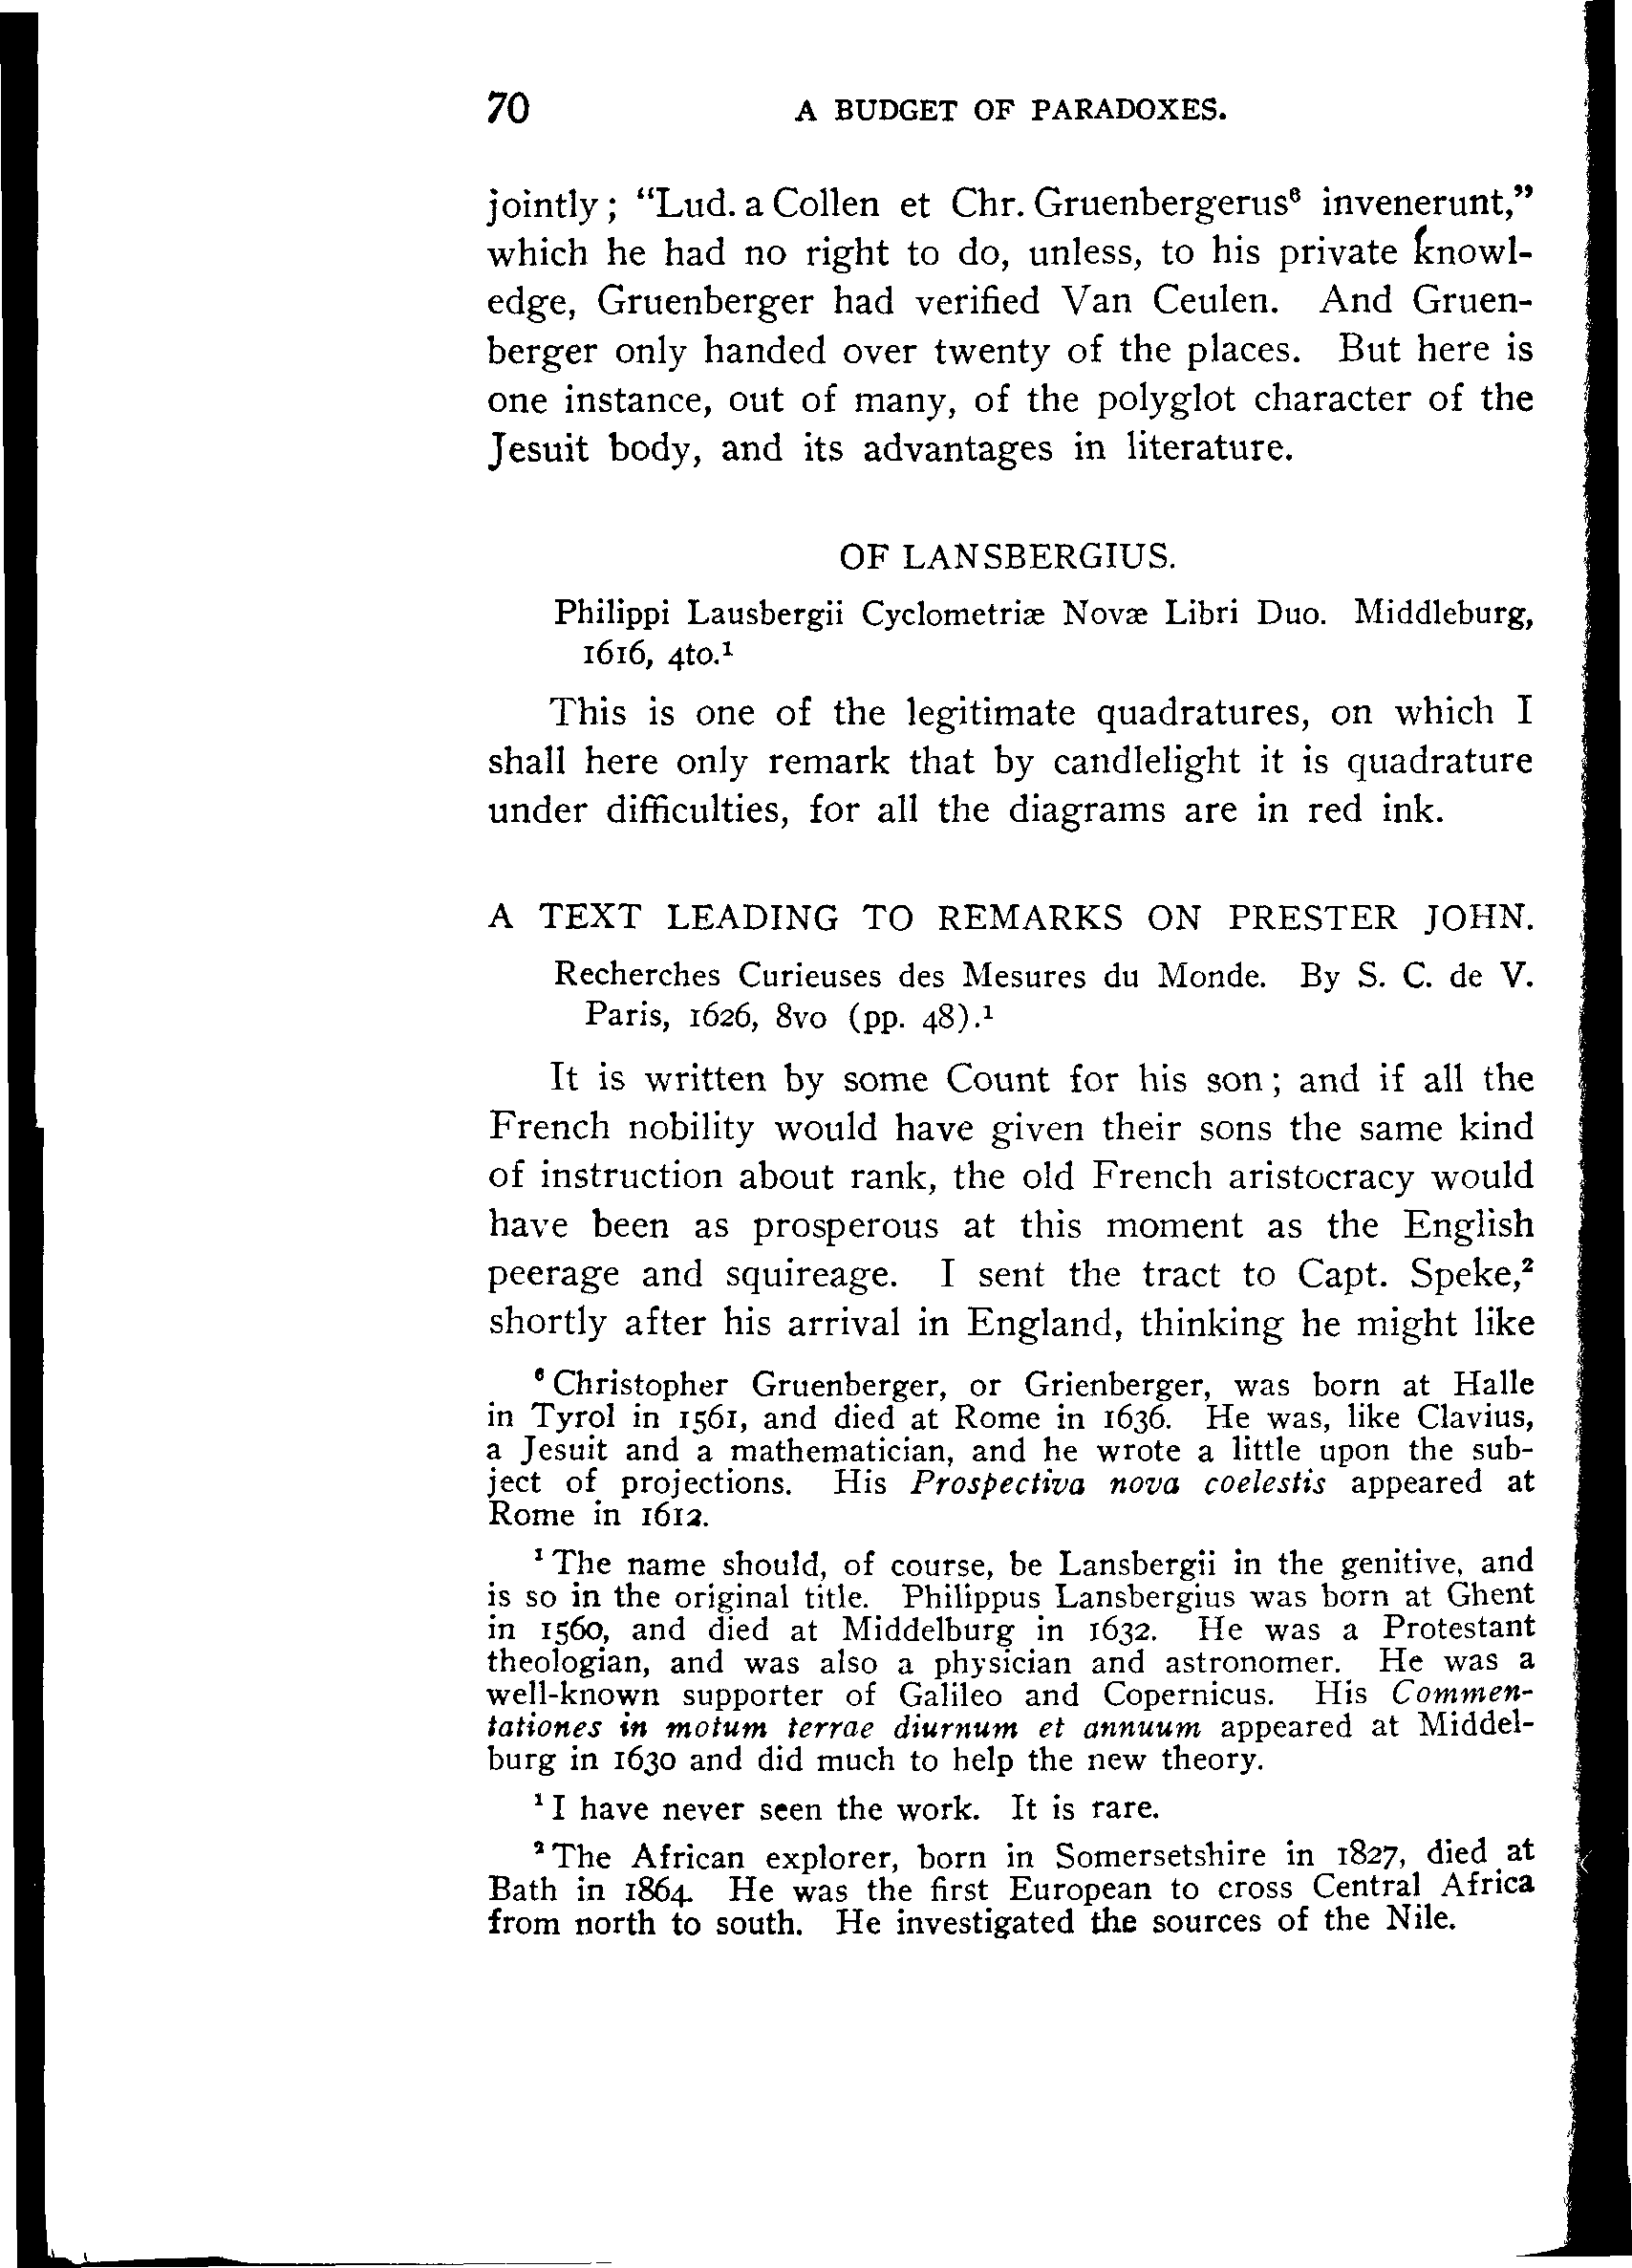 70 A BUDGET OF PARADOXES.
jointly; “Lud. a Collen et Chr. Gruenbergerus⁶ invenerunt,”
which he had no right to do, unless, to his private knowl-
edge, Gruenberger had verified Van Ceulen. And Gruen-
berger only handed over twenty of the places. But here is
one instance, out of many, of the polyglot character of the
Jesuit body, and its advantages in literature.
OF LANSBERGIUS.
Philippi Lausbergii Cyclometriæ Novæ Libri Duo. Middleburg,
1616, 4to.¹
This is one of the legitimate quadratures, on which I
shall here only remark that by candlelight it is quadrature
under difficulties, for all the diagrams are in red ink.
A TEXT LEADING TO REMARKS ON PRESTER JOHN.
Recherches Curieuses des Mesures du Monde. By S. C. de V.
Paris, 1626, 8vo (pp. 48).¹
It is written by some Count for his son; and if all the
French nobility would have given their sons the same kind
of instruction about rank, the old French aristocracy would
have been as prosperous at this moment as the English
peerage and squireage. I sent the tract to Capt. Speke,²
shortly after his arrival in England, thinking he might like
⁶ Christopher Gruenberger, or Grienberger, was born at Halle
in Tyrol in 1561, and died at Rome in 1636. He was, like Clavius,
a Jesuit and a mathematician, and he wrote a little upon the sub-
ject of projections. His Prospectiva nova coelestis appeared at
Rome in 1612.
¹ The name should, of course, be Lansbergii in the genitive, and
is so in the original title. Philippus Lansbergius was born at Ghent
in 1560, and died at Middelburg in 1632. He was a Protestant
theologian, and was also a physician and astronomer. He was a
well-known supporter of Galileo and Copernicus. His Commen-
tationes in motum terrae diurnum et annuum appeared at Middel-
burg in 1630 and did much to help the new theory.
¹ I have never seen the work. It is rare.
² The African explorer, born in Somersetshire in 1827, died at
Bath in 1864. He was the first European to cross Central Africa
from north to south. He investigated the sources of the Nile.